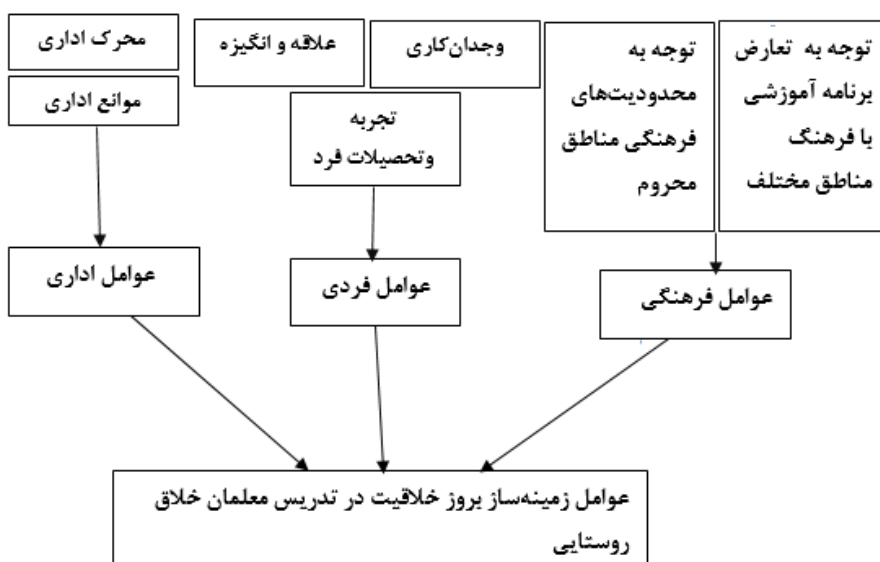 توجه به تعارض
برنامه آموزشی
با فرهنگ
مناطق مختلف
توجه به
محدودیت‌های
فرهنگی مناطق
محروم
وجدان‌کاری
علاقه و انگیزه
تجربه
وتحصیلات فرد
محرک اداری
موانع اداری
عوامل فرهنگی
عوامل فردی
عوامل اداری
عوامل زمینه‌ساز بروز خلاقیت در تدریس معلمان خلاق
روستایی